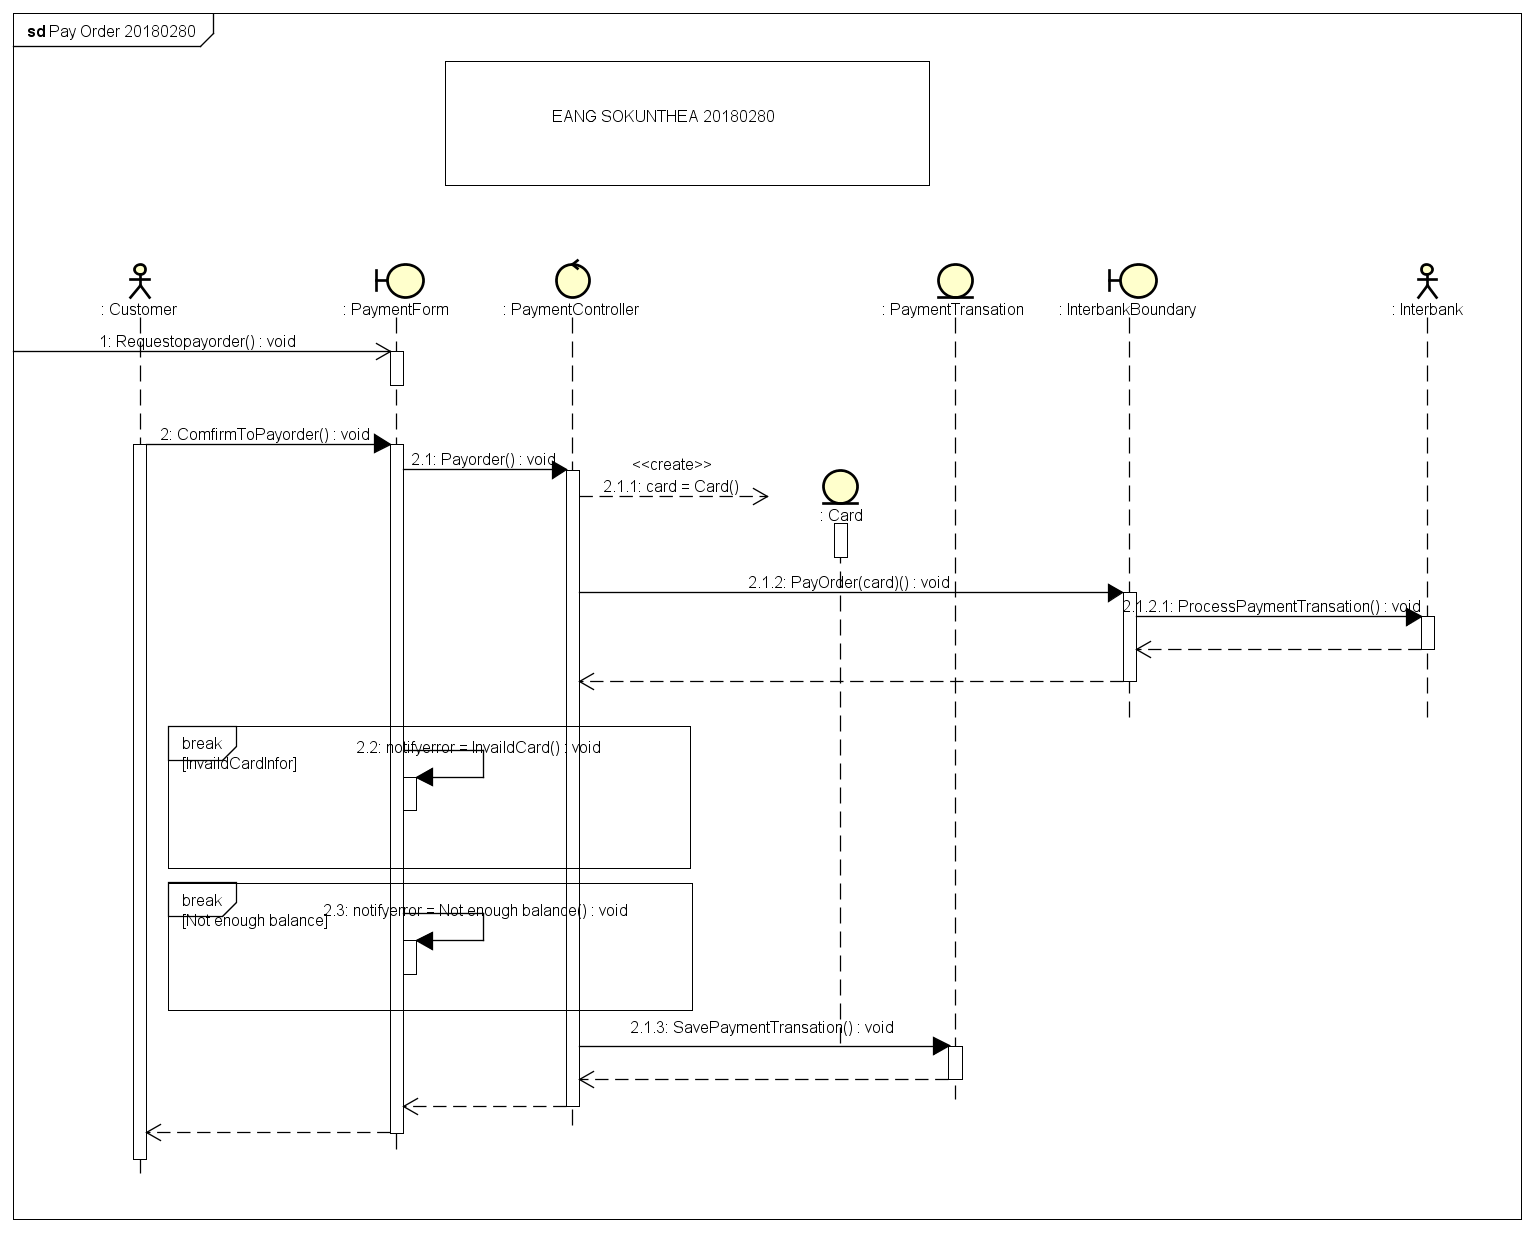 sd Pay Order 20180280
EANG SOKUNTHEA 20180280
: Customer
: PaymentForm
: PaymentController
: PaymentTransation
: InterbankBoundary
: Interbank
1: Requestopayorder() : void
2: ComfirmToPayorder() : void
2.1: Payorder() : void
<<create>>
2.1.1: card = Card()
: Card
2.1.2: PayOrder(card)() : void
2.1.2.1: ProcessPaymentTransation() : void
break
2.2: notifyerror = InvaildCard() : void
[InvaildCardInfor]
break
2.3: notifyerror = Not enough balance() : void
[Not enough balance]
2.1.3: SavePaymentTransation() : void